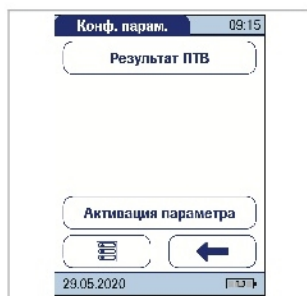 Конф. парам. 09:15
Результат ПТВ
Активация параметра
29.05.2020